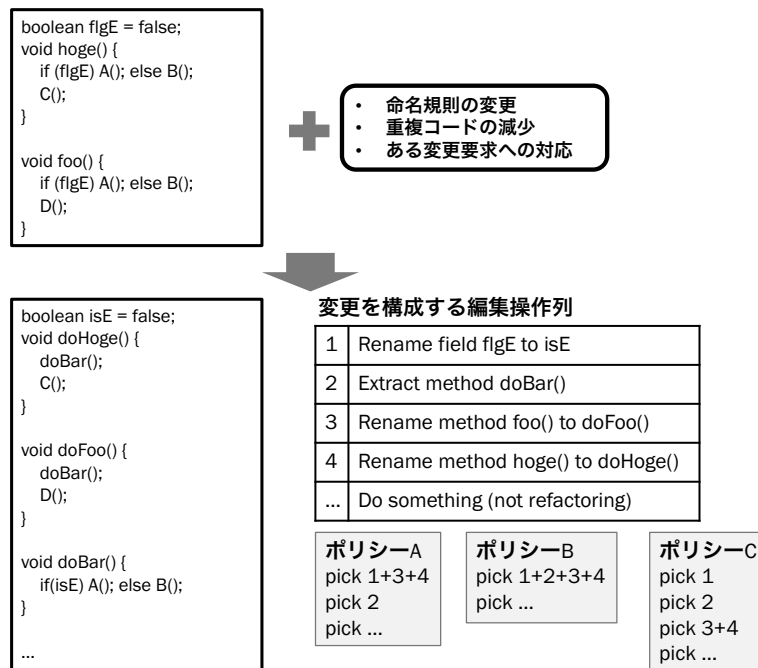 boolean flgE = false;
void hoge() {
if (flgE) A(); else B();
C();
}
void foo() {
if (flgE) A(); else B();
D();
}
• 命名規則の変更
• 重複コードの減少
• ある変更要求への対応
boolean isE = false;
void doHoge() {
doBar();
C();
}
void doFoo() {
doBar();
D();
}
void doBar() {
if(isE) A(); else B();
}
...
変更を構成する編集操作列
1 Rename field flgE to isE
2 Extract method doBar()
3 Rename method foo() to doFoo()
4 Rename method hoge() to doHoge()
... Do something (not refactoring)
ポリシーA
pick 1+3+4
pick 2
pick ...
ポリシーB
pick 1+2+3+4
pick ...
ポリシーC
pick 1
pick 2
pick 3+4
pick ...